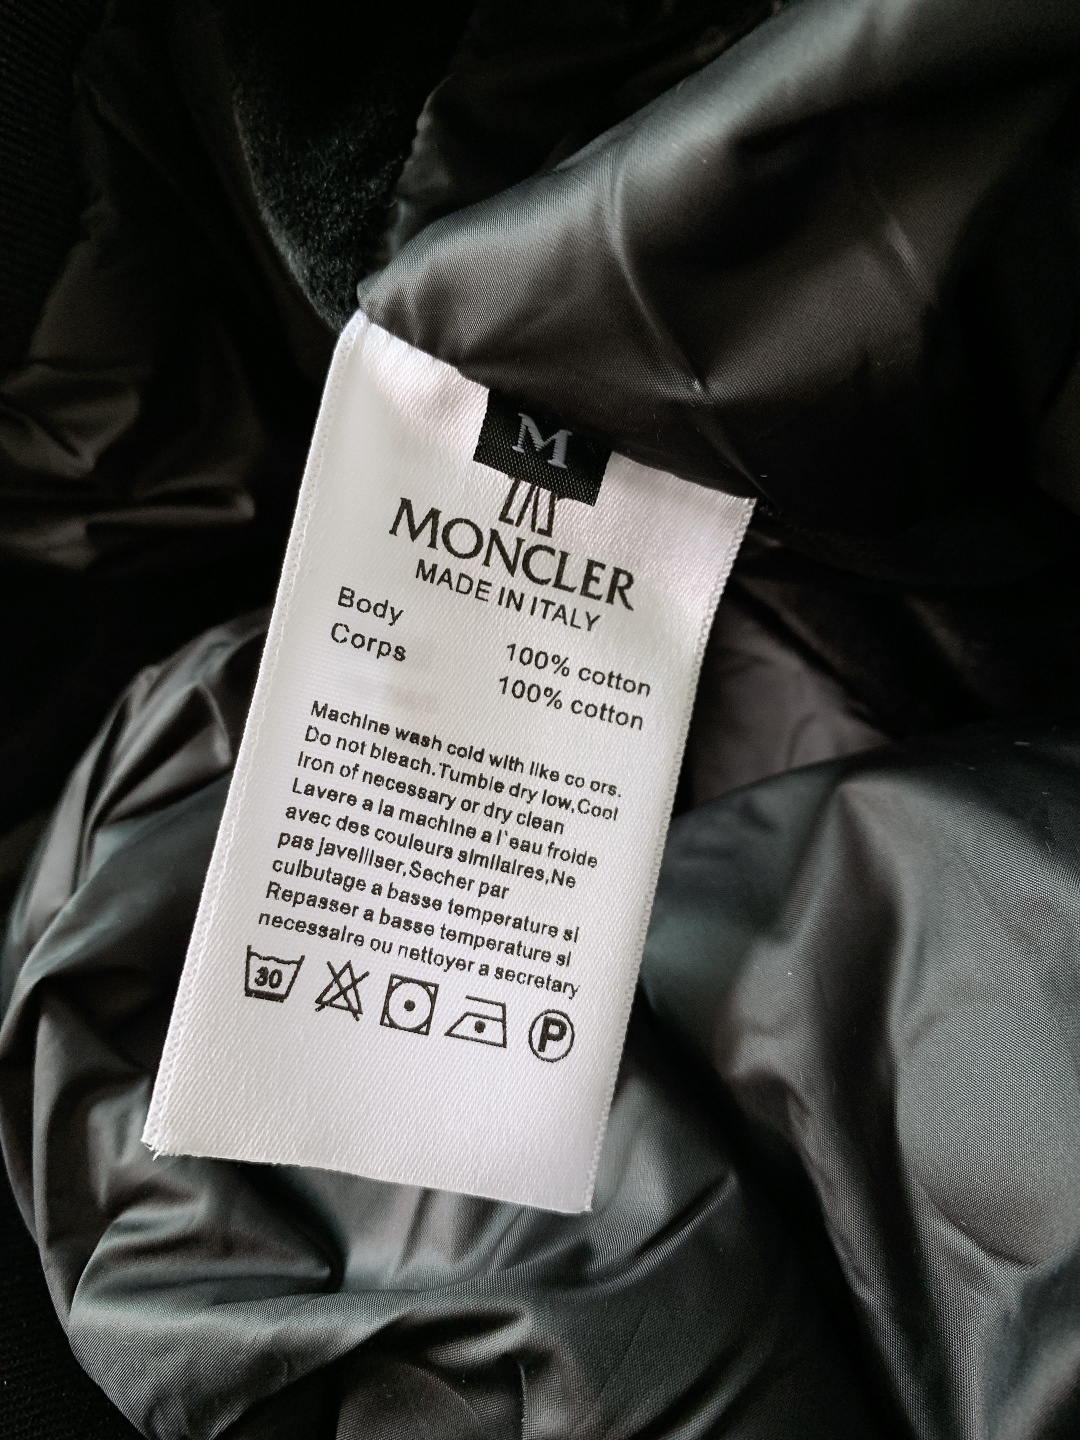 M
MONCLER
MADE IN ITALY
Body 100% cotton
Corps 100% cotton
Machine wash cold with like co ors.
Do not bleach.Tumble dry low,Cool
Iron of necessary or dry clean
Lavere a la machine a l'eau froide
avec des couleurs similaires,Ne
pas javelliser,Secher par
culbutage a basse temperature si
Repasser a basse temperature si
necessaire ou nettoyer a secretary
30 P